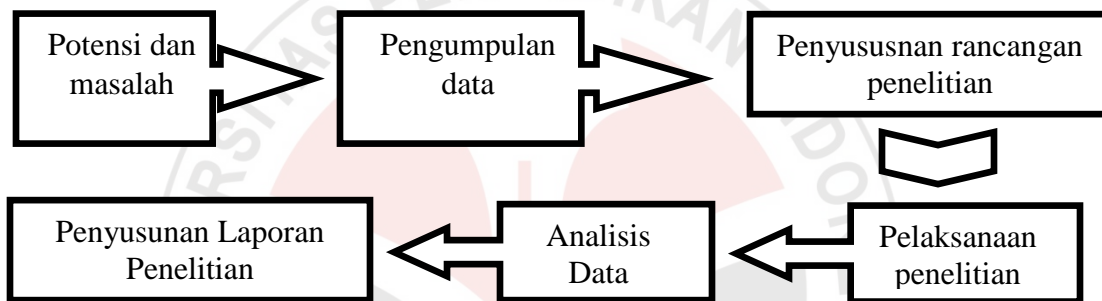 Potensi dan
masalah
Pengumpulan
data
Penyususnan rancangan
penelitian
Pelaksanaan
penelitian
Analisis
Data
Penyusunan Laporan
Penelitian